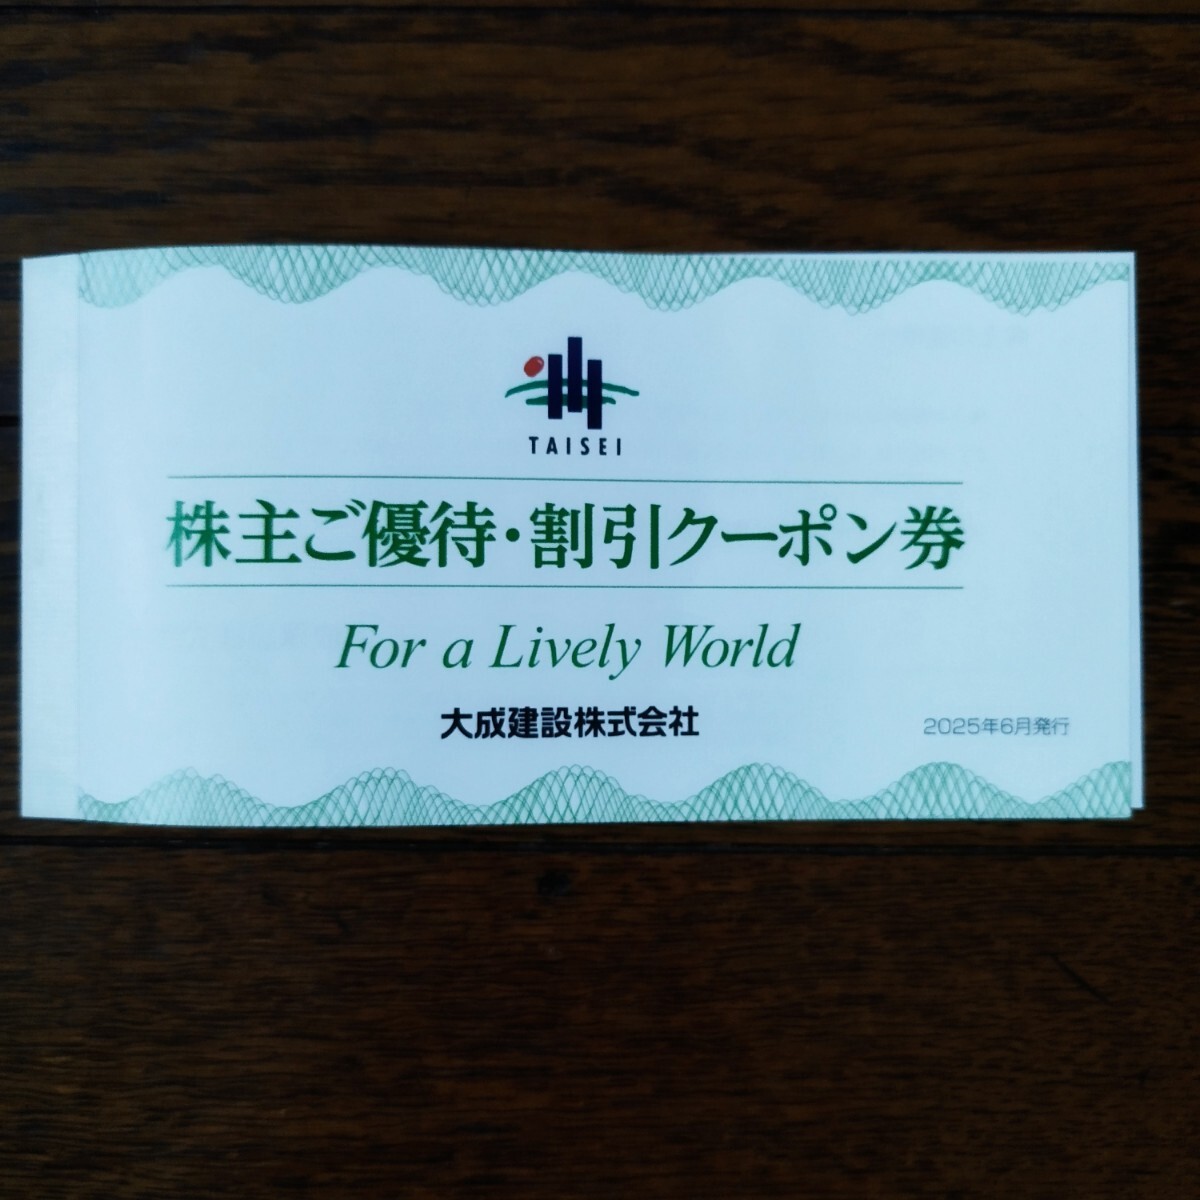 TAISEI
株主ご優待・割引クーポン券
For a Lively World
大成建設株式会社
2025年6月発行